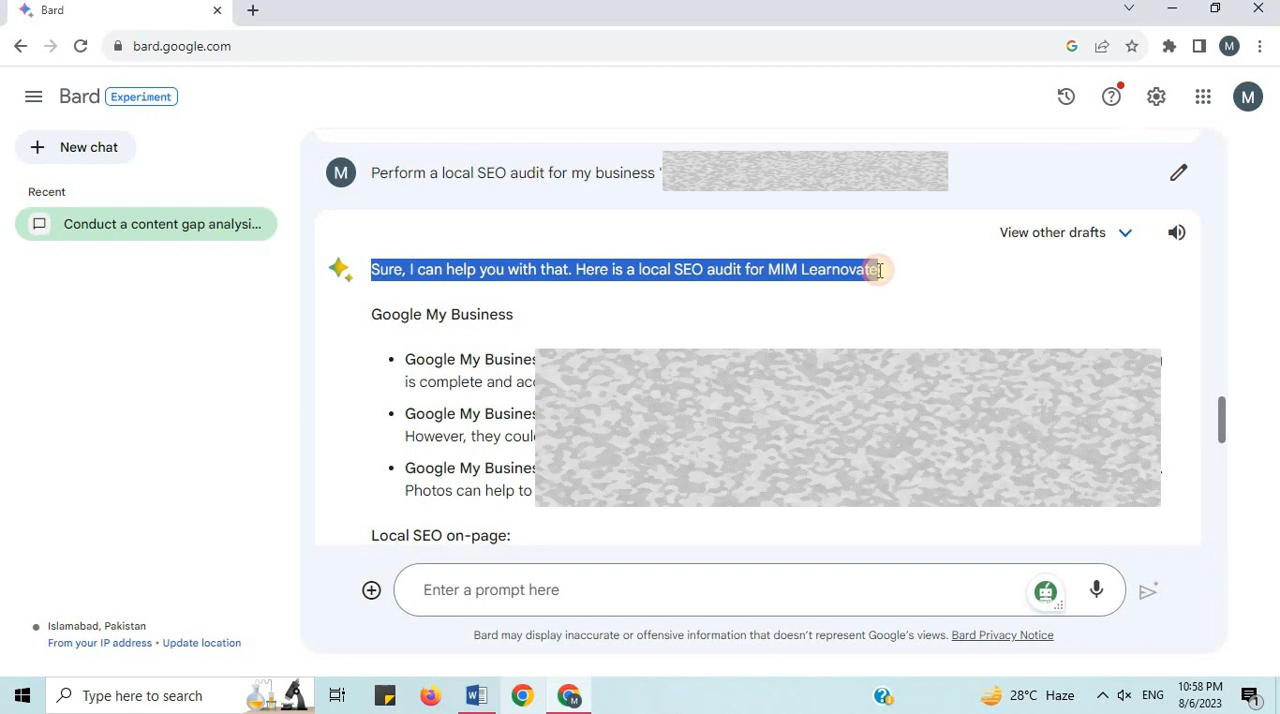 Bard
bard.google.com
M
Bard Experiment
M
New chat
M Perform a local SEO audit for my business '
Recent
Conduct a content gap analysi...
View other drafts
Sure, I can help you with that. Here is a local SEO audit for MIM Learnovate
Google My Business
• Google My Busines
is complete and acc
• Google My Busines
However, they coul
• Google My Busines
Photos can help to
Local SEO on-page:
Enter a prompt here
Islamabad, Pakistan
From your IP address • Update location
Bard may display inaccurate or offensive information that doesn't represent Google's views. Bard Privacy Notice
Type here to search
28°C Haze
ENG
10:58 PM
8/6/2023
1